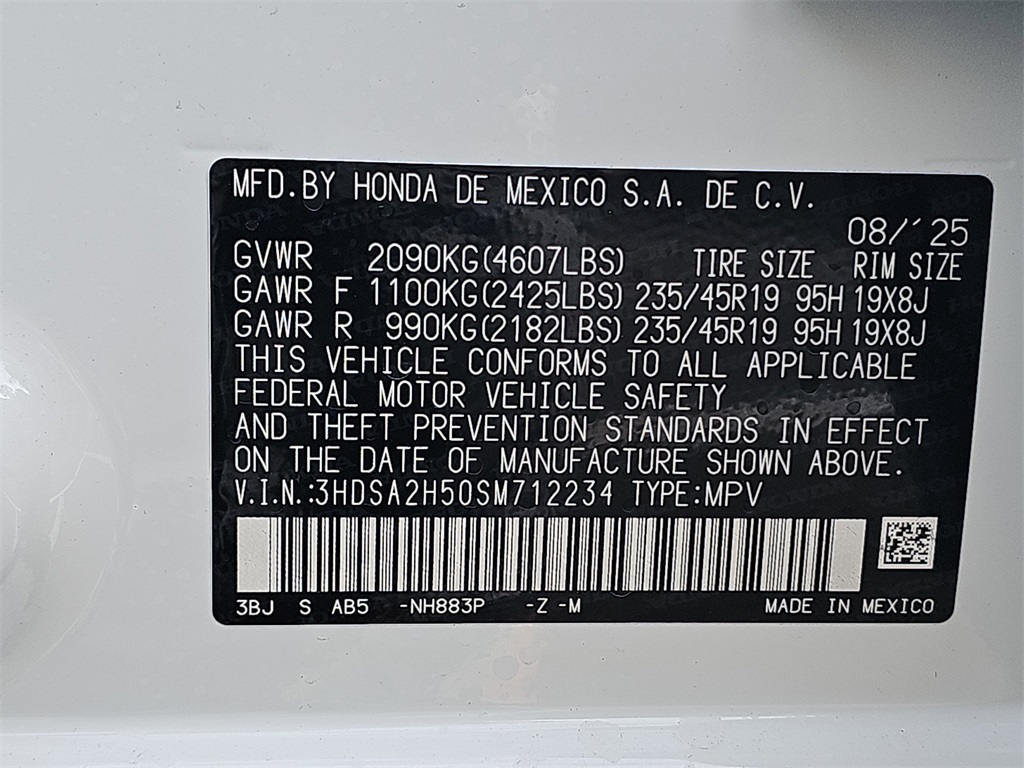 MFD.BY HONDA DE MEXICO S.A. DE C.V.
08/'25
GVWR 2090KG(4607LBS) TIRE SIZE RIM SIZE
GAWR F 1100KG(2425LBS) 235/45R19 95H 19X8J
GAWR R 990KG(2182LBS) 235/45R19 95H 19X8J
THIS VEHICLE CONFORMS TO ALL APPLICABLE
FEDERAL MOTOR VEHICLE SAFETY
AND THEFT PREVENTION STANDARDS IN EFFECT
ON THE DATE OF MANUFACTURE SHOWN ABOVE.
V.I.N.:3HDSA2H50SM712234 TYPE:MPV
3BJ S AB5 -NH883P -Z -M MADE IN MEXICO